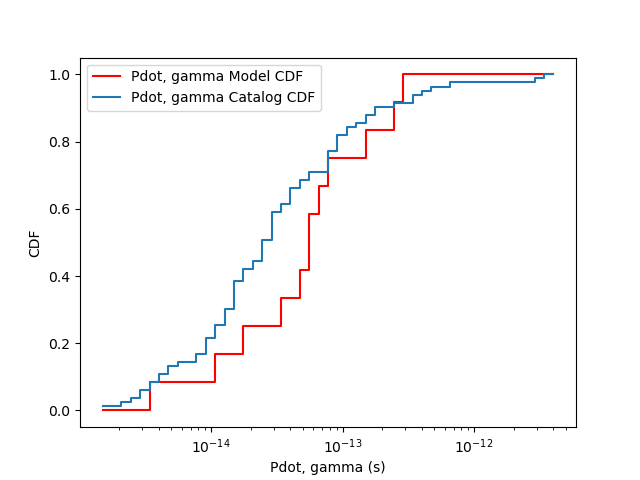 Pdot, gamma Model CDF
Pdot, gamma Catalog CDF
1.0
0.8
0.6
0.4
0.2
0.0
CDF
10⁻¹⁴
10⁻¹³
10⁻¹²
Pdot, gamma (s)